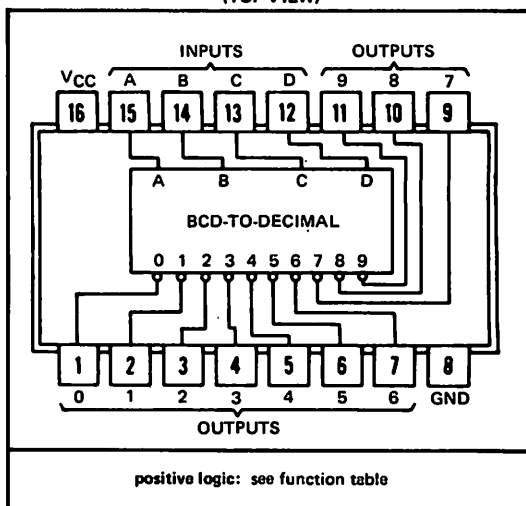 (TOP VIEW)
INPUTS OUTPUTS
VCC A B C D 9 8 7
16 15 14 13 12 11 10 9
A B C D
BCD-TO-DECIMAL
0 1 2 3 4 5 6 7 8 9
1 2 3 4 5 6 7 8
0 1 2 3 4 5 6 GND
OUTPUTS
positive logic: see function table